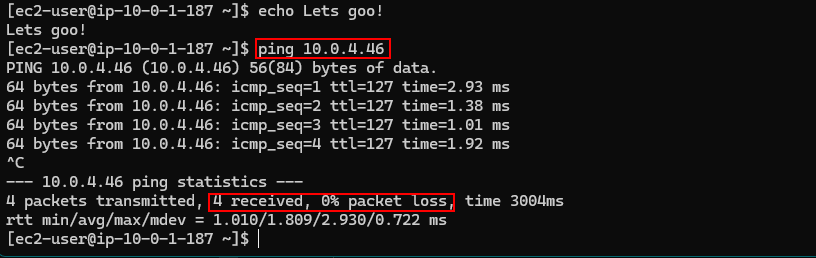 [ec2-user@ip-10-0-1-187 ~]$ echo Lets goo!
Lets goo!
[ec2-user@ip-10-0-1-187 ~]$ ping 10.0.4.46
PING 10.0.4.46 (10.0.4.46) 56(84) bytes of data.
64 bytes from 10.0.4.46: icmp_seq=1 ttl=127 time=2.93 ms
64 bytes from 10.0.4.46: icmp_seq=2 ttl=127 time=1.38 ms
64 bytes from 10.0.4.46: icmp_seq=3 ttl=127 time=1.01 ms
64 bytes from 10.0.4.46: icmp_seq=4 ttl=127 time=1.92 ms
^C
--- 10.0.4.46 ping statistics ---
4 packets transmitted, 4 received, 0% packet loss, time 3004ms
rtt min/avg/max/mdev = 1.010/1.809/2.930/0.722 ms
[ec2-user@ip-10-0-1-187 ~]$